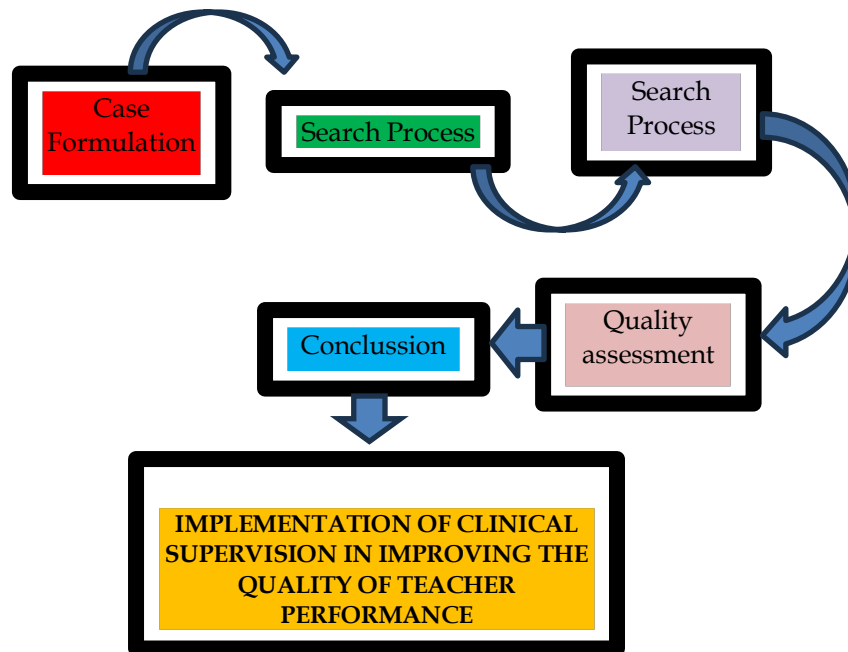 Case
Formulation
Search Process
Search
Process
Quality
assessment
Conclussion
IMPLEMENTATION OF CLINICAL
SUPERVISION IN IMPROVING THE
QUALITY OF TEACHER
PERFORMANCE